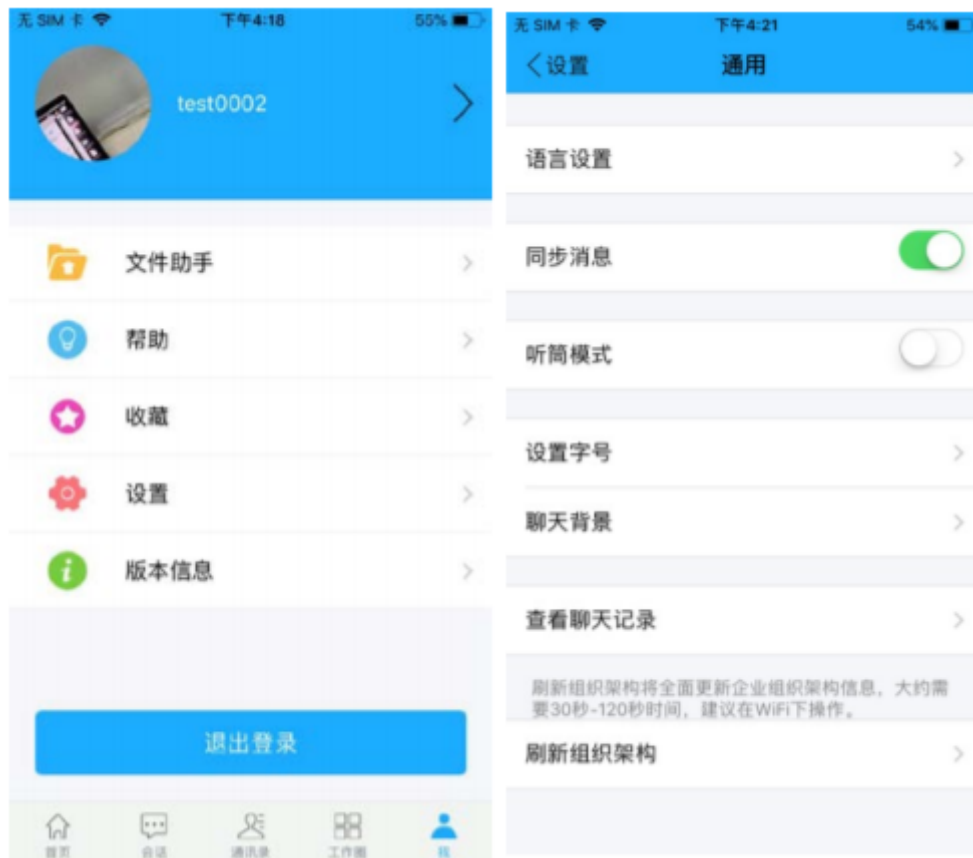 无 SIM 卡 下午4:18 55%
test0002
文件助手
帮助
收藏
设置
版本信息
退出登录
首页 会话 通讯录 工作圈 我
无 SIM 卡 下午4:21 54%
设置 通用
语言设置
同步消息
听筒模式
设置字号
聊天背景
查看聊天记录
刷新组织架构将全面更新企业组织架构信息，大约需
要30秒-120秒时间，建议在WiFi下操作。
刷新组织架构